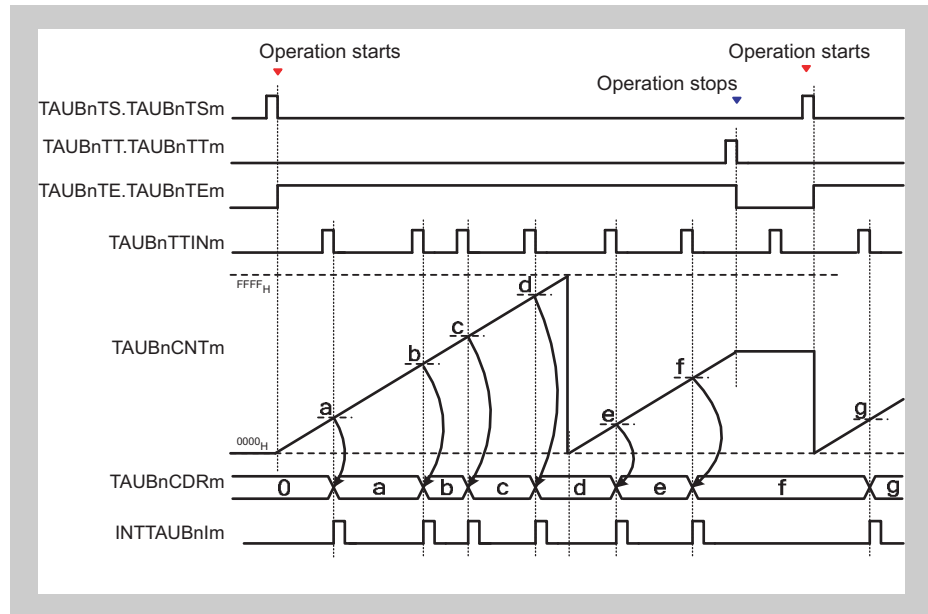 Operation starts
Operation starts
Operation stops
TAUBnTS.TAUBnTSm
TAUBnTT.TAUBnTTm
TAUBnTE.TAUBnTEm
TAUBnTTINm
FFFFH
d
c
TAUBnCNTm
b
f
a
e
g
0000H
TAUBnCDRm
0 a b c d e f g
INTTAUBnIm